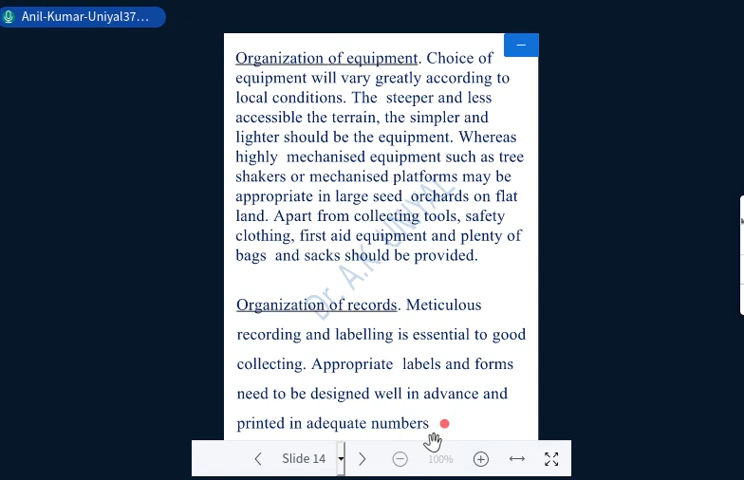 Anil-Kumar-Uniyal37...
Organization of equipment. Choice of
equipment will vary greatly according to
local conditions. The steeper and less
accessible the terrain, the simpler and
lighter should be the equipment. Whereas
highly mechanised equipment such as tree
shakers or mechanised platforms may be
appropriate in large seed orchards on flat
land. Apart from collecting tools, safety
clothing, first aid equipment and plenty of
bags and sacks should be provided.
Dr. A.K. UNIYAL
Organization of records. Meticulous
recording and labelling is essential to good
collecting. Appropriate labels and forms
need to be designed well in advance and
printed in adequate numbers
Slide 14
100%